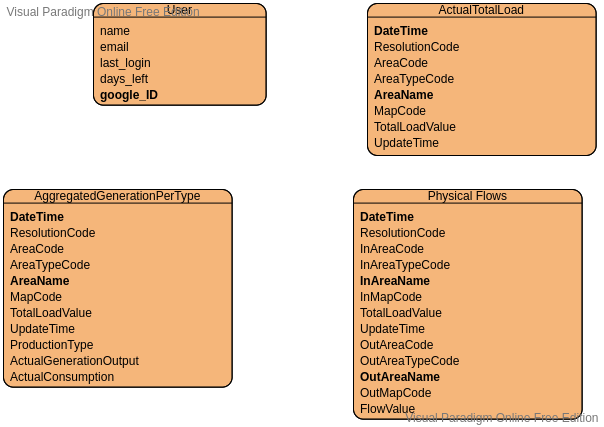 Visual Paradigm Online Free Edition
User
name
email
last_login
days_left
google_ID
ActualTotalLoad
DateTime
ResolutionCode
AreaCode
AreaTypeCode
AreaName
MapCode
TotalLoadValue
UpdateTime
AggregatedGenerationPerType
DateTime
ResolutionCode
AreaCode
AreaTypeCode
AreaName
MapCode
TotalLoadValue
UpdateTime
ProductionType
ActualGenerationOutput
ActualConsumption
Physical Flows
DateTime
ResolutionCode
InAreaCode
InAreaTypeCode
InAreaName
InMapCode
TotalLoadValue
UpdateTime
OutAreaCode
OutAreaTypeCode
OutAreaName
OutMapCode
FlowValue
Visual Paradigm Online Free Edition